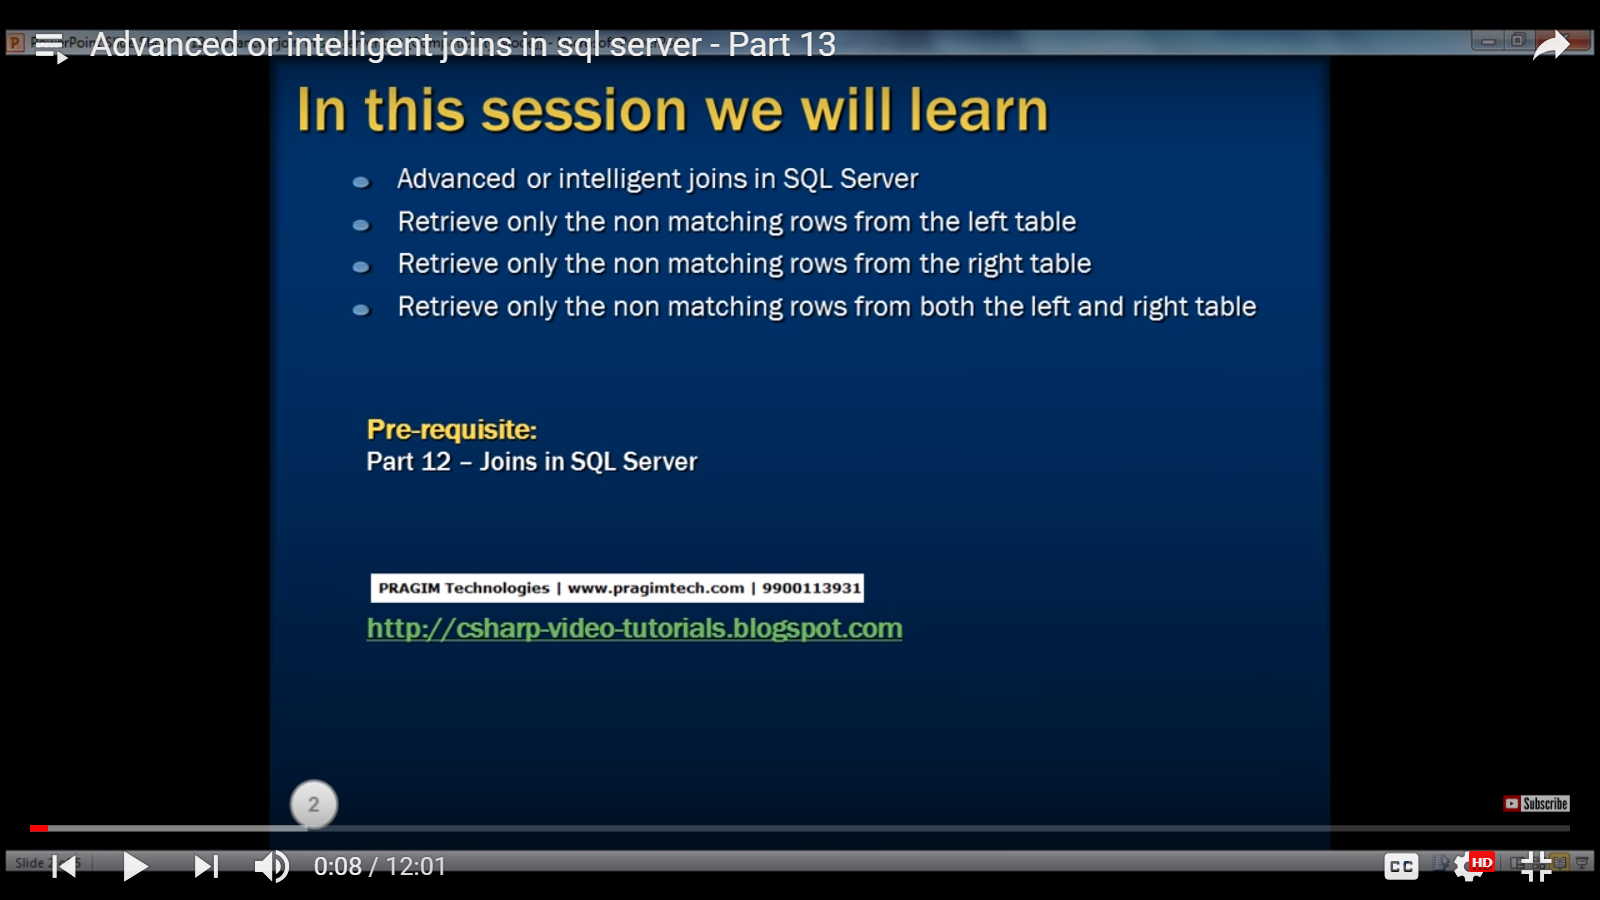 Advanced or intelligent joins in sql server - Part 13
In this session we will learn
Advanced or intelligent joins in SQL Server
Retrieve only the non matching rows from the left table
Retrieve only the non matching rows from the right table
Retrieve only the non matching rows from both the left and right table
Pre-requisite:
Part 12 – Joins in SQL Server
PRAGIM Technologies | www.pragimtech.com | 9900113931
http://csharp-video-tutorials.blogspot.com
2
Subscribe
Slide
0:08 / 12:01
CC
HD